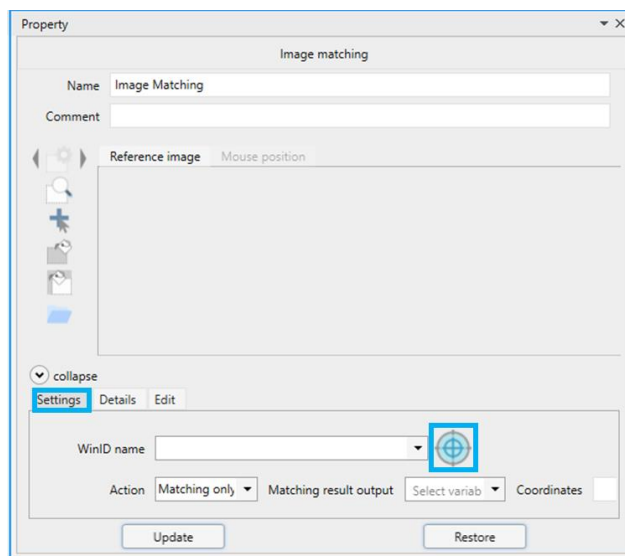 Property
Image matching
Name Image Matching
Comment
Reference image Mouse position
collapse
Settings Details Edit
WinID name
Action Matching only Matching result output Select variab Coordinates
Update Restore